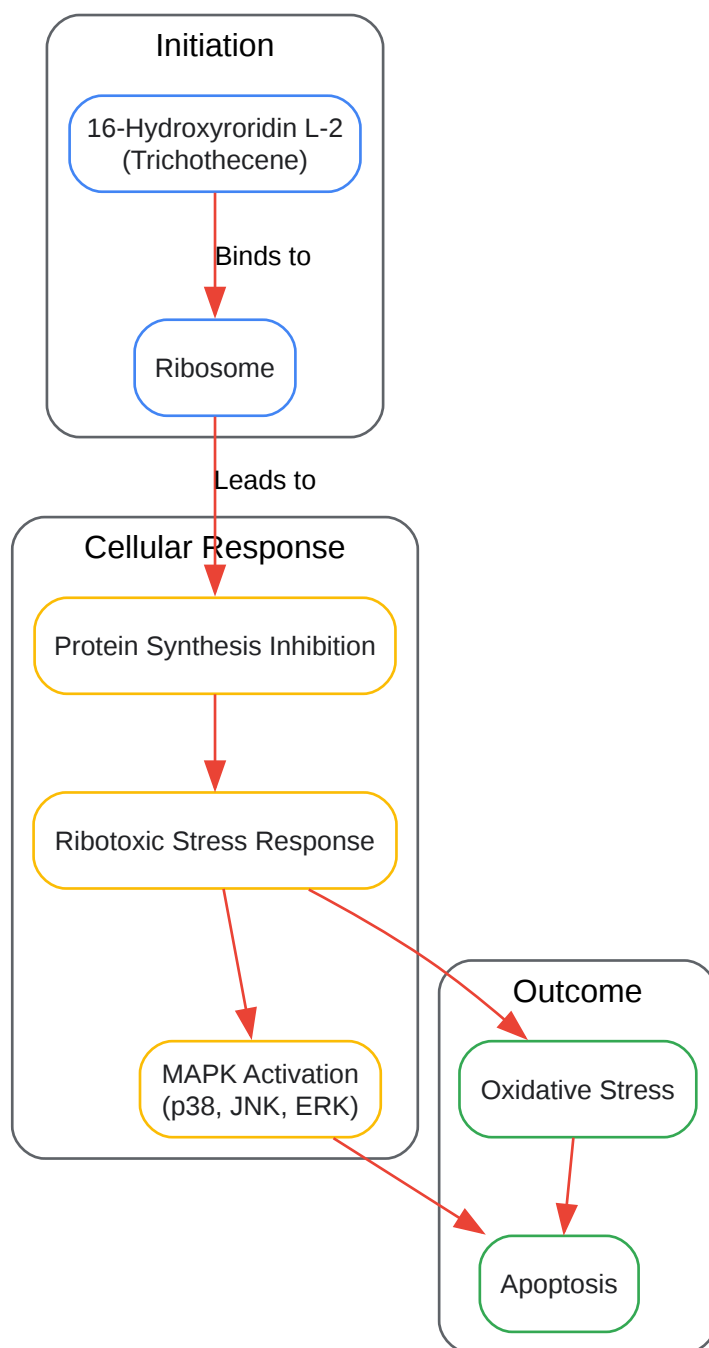 Initiation
16-Hydroxyroridin L-2
(Trichothecene)
Binds to
Ribosome
Leads to
Cellular Response
Protein Synthesis Inhibition
Ribotoxic Stress Response
Outcome
MAPK Activation
(p38, JNK, ERK)
Oxidative Stress
Apoptosis